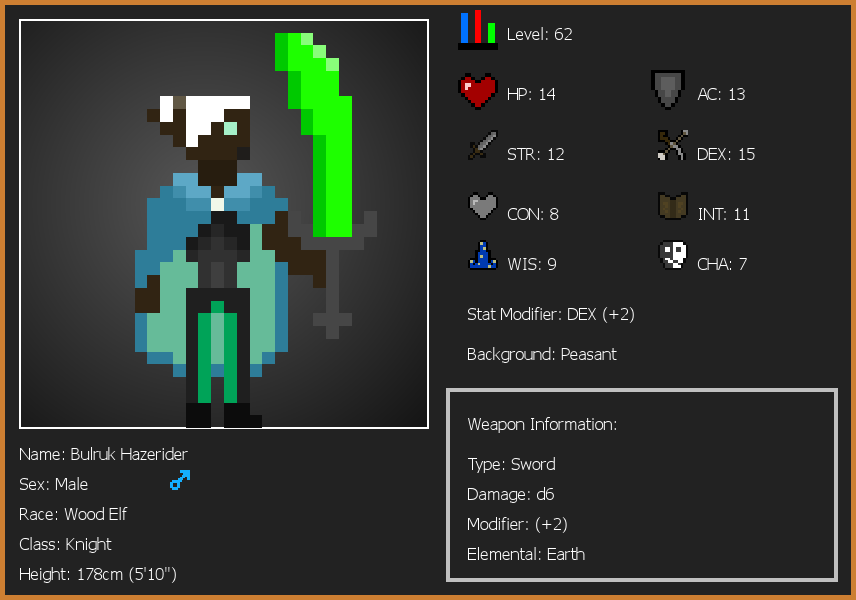 Level: 62
HP: 14
AC: 13
STR: 12
DEX: 15
CON: 8
INT: 11
WIS: 9
CHA: 7
Stat Modifier: DEX (+2)
Background: Peasant
Weapon Information:
Type: Sword
Damage: d6
Modifier: (+2)
Elemental: Earth
Name: Bulruk Hazerider
Sex: Male
Race: Wood Elf
Class: Knight
Height: 178cm (5'10")